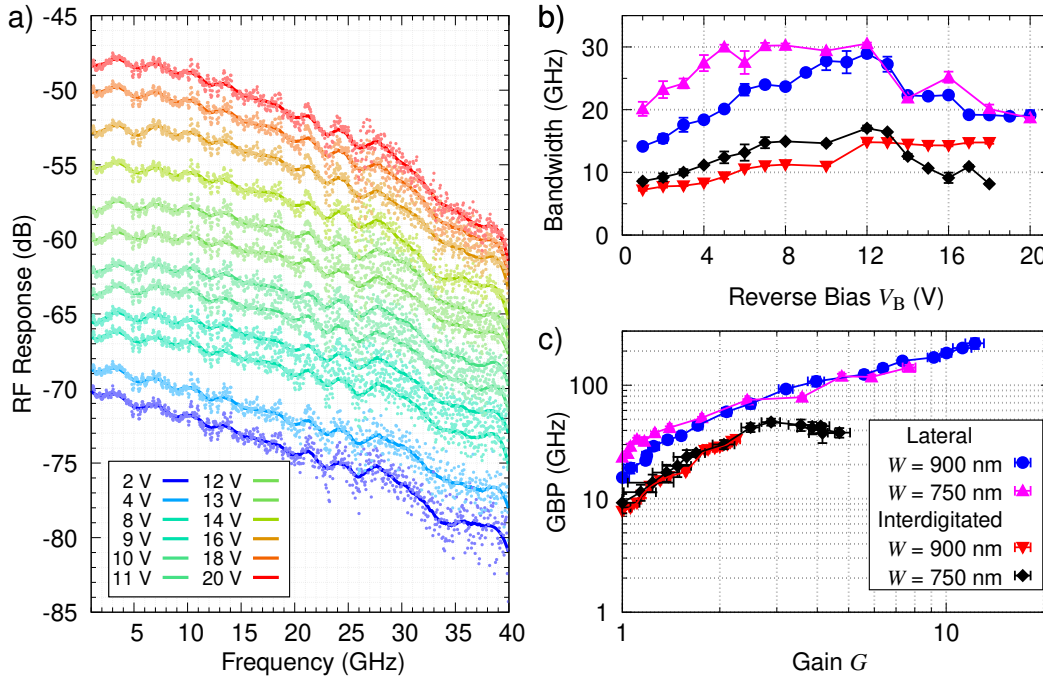 a)
RF Response (dB)
-45
-50
-55
-60
-65
-70
-75
-80
-85
2 V 12 V
4 V 13 V
8 V 14 V
9 V 16 V
10 V 18 V
11 V 20 V
5 10 15 20 25 30 35 40
Frequency (GHz)
b)
Bandwidth (GHz)
30
20
10
0
0 4 8 12 16 20
Reverse Bias VB (V)
c)
GBP (GHz)
100
10
1
1 10
Gain G
Lateral
W = 900 nm
W = 750 nm
Interdigitated
W = 900 nm
W = 750 nm